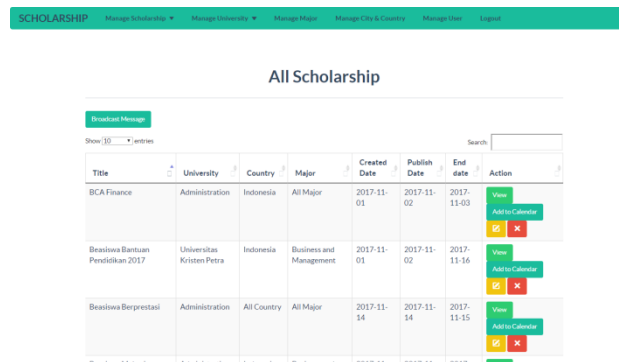 SCHOLARSHIP Manage Scholarship Manage University Manage Major Manage City & Country Manage User Logout
All Scholarship
Broadcast Message
Show 10 entries
Search:
Title University Country Major Created Date Publish Date End date Action
BCA Finance Administration Indonesia All Major 2017-11-01 2017-11-02 2017-11-03 View
Add to Calendar
Beasiswa Bantuan Pendidikan 2017 Universitas Kristen Petra Indonesia Business and Management 2017-11-01 2017-11-02 2017-11-16 View
Add to Calendar
Beasiswa Berprestasi Administration All Country All Major 2017-11-14 2017-11-14 2017-11-15 View
Add to Calendar